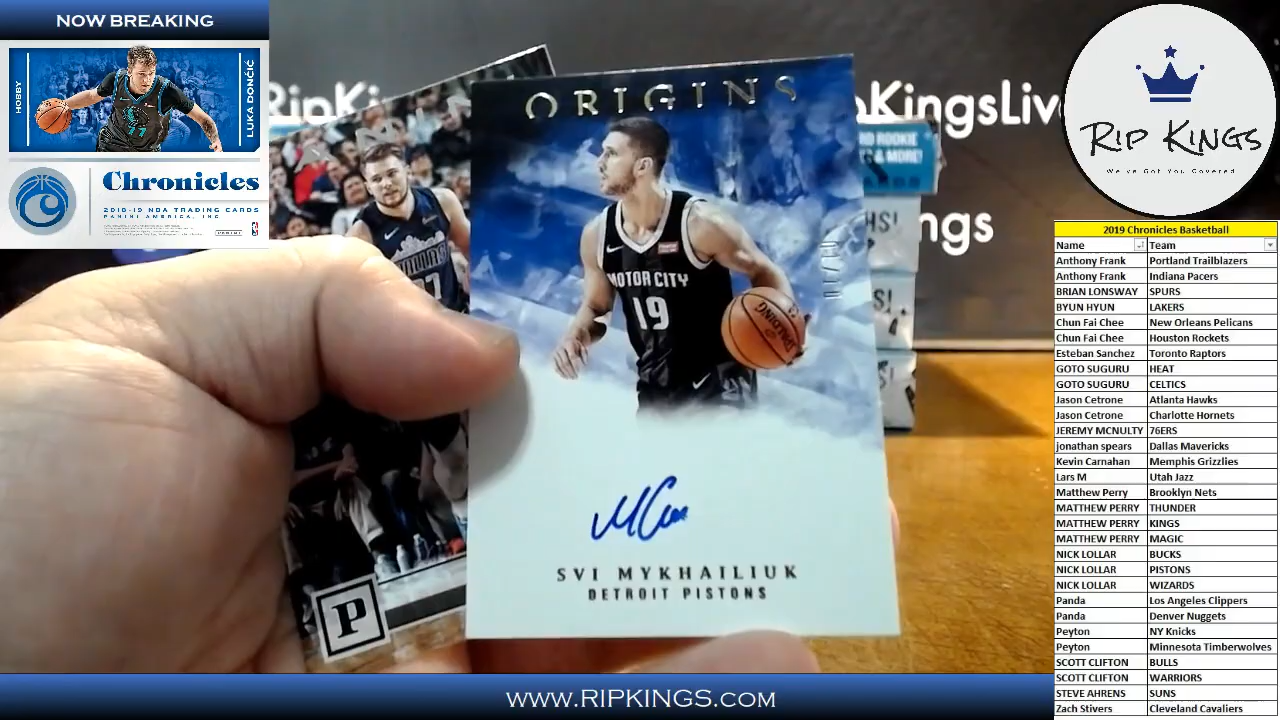 NOW BREAKING
HOBBY
LUKA DONČIĆ
Chronicles
2018-19 NBA TRADING CARDS
PANINI AMERICA, INC.
PANINI
ORIGINS
MOTOR CITY
19
SPALDING
SVI MYKHAILIUK
DETROIT PISTONS
77
P
RipKi
pKingsLive
ngs
RD ROOKIE
& MORE!
RIP KINGS
We've Got You Covered
2019 Chronicles Basketball
Name Team
Anthony Frank Portland Trailblazers
Anthony Frank Indiana Pacers
BRIAN LONSWAY SPURS
BYUN HYUN LAKERS
Chun Fai Chee New Orleans Pelicans
Chun Fai Chee Houston Rockets
Esteban Sanchez Toronto Raptors
GOTO SUGURU HEAT
GOTO SUGURU CELTICS
Jason Cetrone Atlanta Hawks
Jason Cetrone Charlotte Hornets
JEREMY MCNULTY 76ERS
jonathan spears Dallas Mavericks
Kevin Carnahan Memphis Grizzlies
Lars M Utah Jazz
Matthew Perry Brooklyn Nets
MATTHEW PERRY THUNDER
MATTHEW PERRY KINGS
MATTHEW PERRY MAGIC
NICK LOLLAR BUCKS
NICK LOLLAR PISTONS
NICK LOLLAR WIZARDS
Panda Los Angeles Clippers
Panda Denver Nuggets
Peyton NY Knicks
Peyton Minnesota Timberwolves
SCOTT CLIFTON BULLS
SCOTT CLIFTON WARRIORS
STEVE AHRENS SUNS
Zach Stivers Cleveland Cavaliers
WWW.RIPKINGS.COM